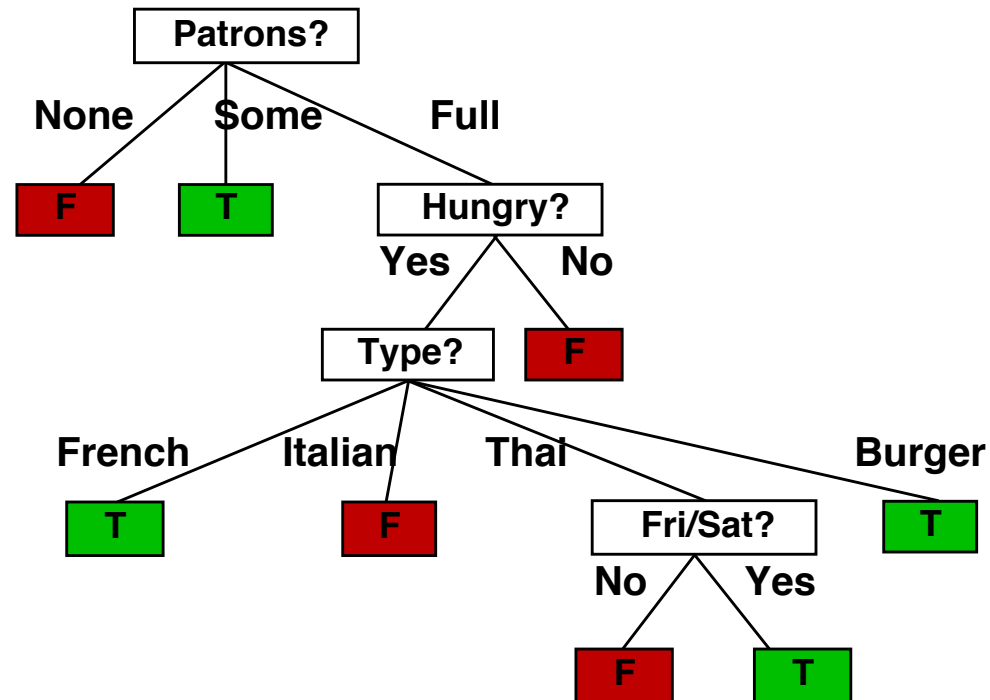 Patrons?
None Some Full
F T Hungry?
Yes No
Type? F
French Italian Thai Burger
T F Fri/Sat? T
No Yes
F T